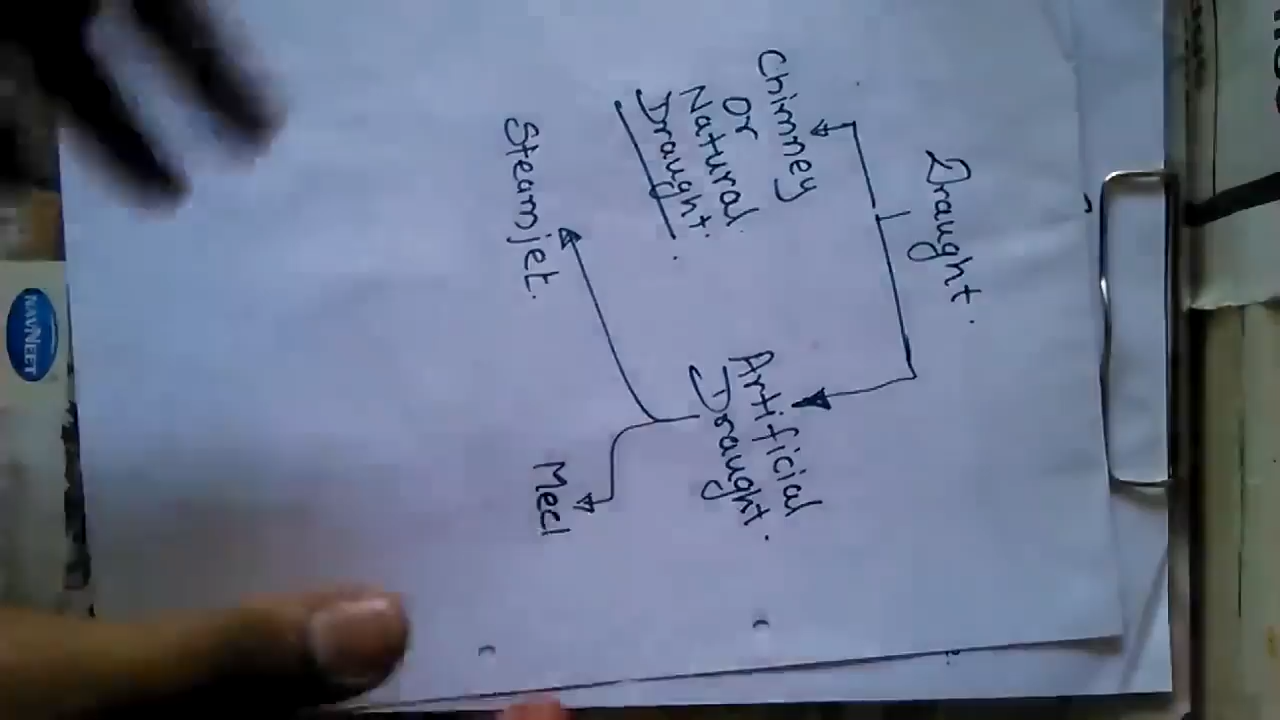 Draught.
Chimney
or
Natural
Draught.
Artificial
Draught.
Steamjet.
Mecl
NAVNEET